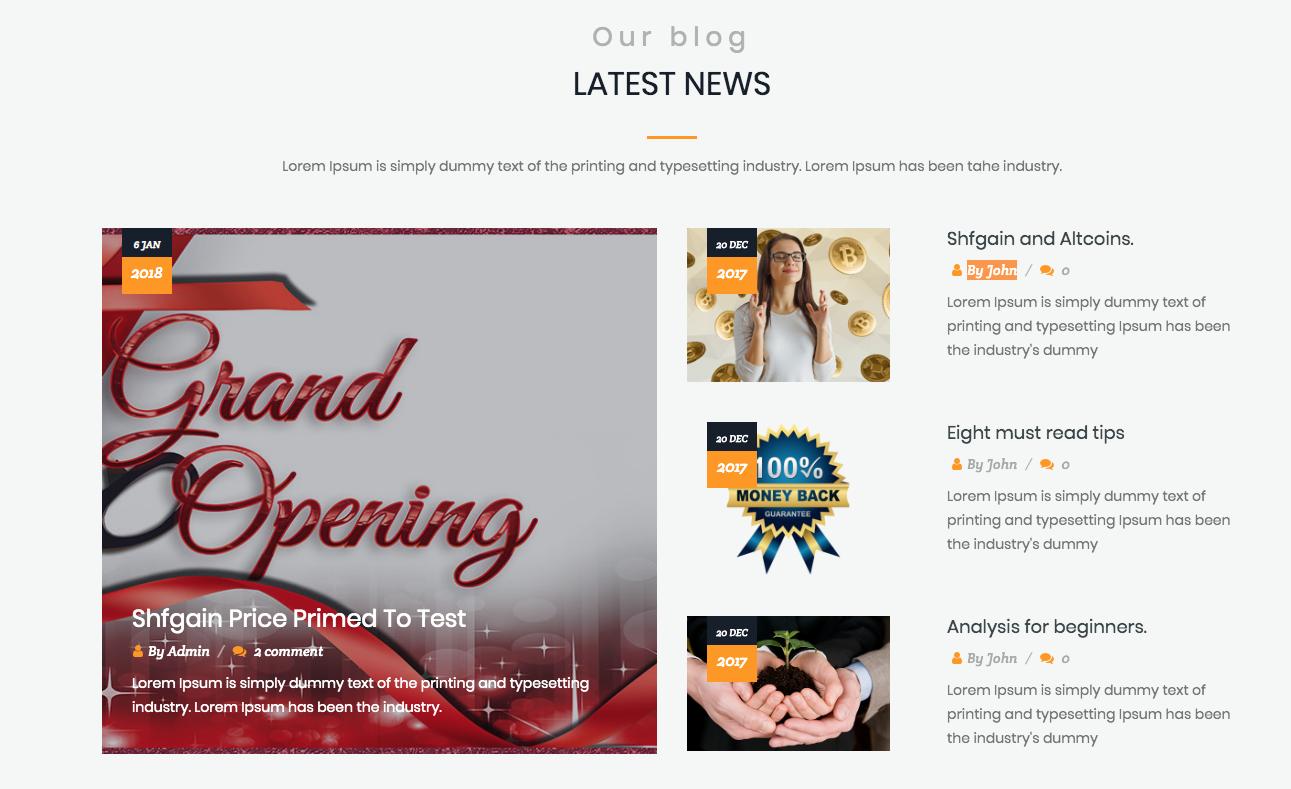 Our blog
LATEST NEWS
Lorem Ipsum is simply dummy text of the printing and typesetting industry. Lorem Ipsum has been tahe industry.
6 JAN
2018
Grand
Opening
Shfgain Price Primed To Test
By Admin / 2 comment
Lorem Ipsum is simply dummy text of the printing and typesetting
industry. Lorem Ipsum has been the industry.
20 DEC
2017
Shfgain and Altcoins.
By John / 0
Lorem Ipsum is simply dummy text of
printing and typesetting Ipsum has been
the industry's dummy
20 DEC
2017
100%
MONEY BACK
GUARANTEE
Eight must read tips
By John / 0
Lorem Ipsum is simply dummy text of
printing and typesetting Ipsum has been
the industry's dummy
20 DEC
2017
Analysis for beginners.
By John / 0
Lorem Ipsum is simply dummy text of
printing and typesetting Ipsum has been
the industry's dummy